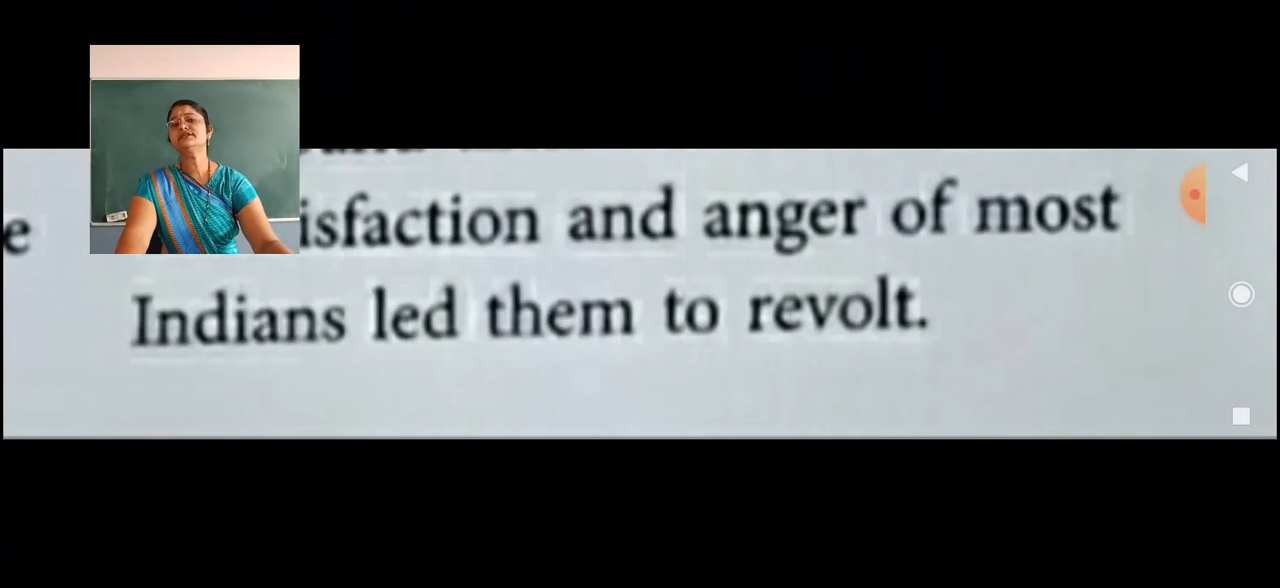 isfaction and anger of most
e
Indians led them to revolt.